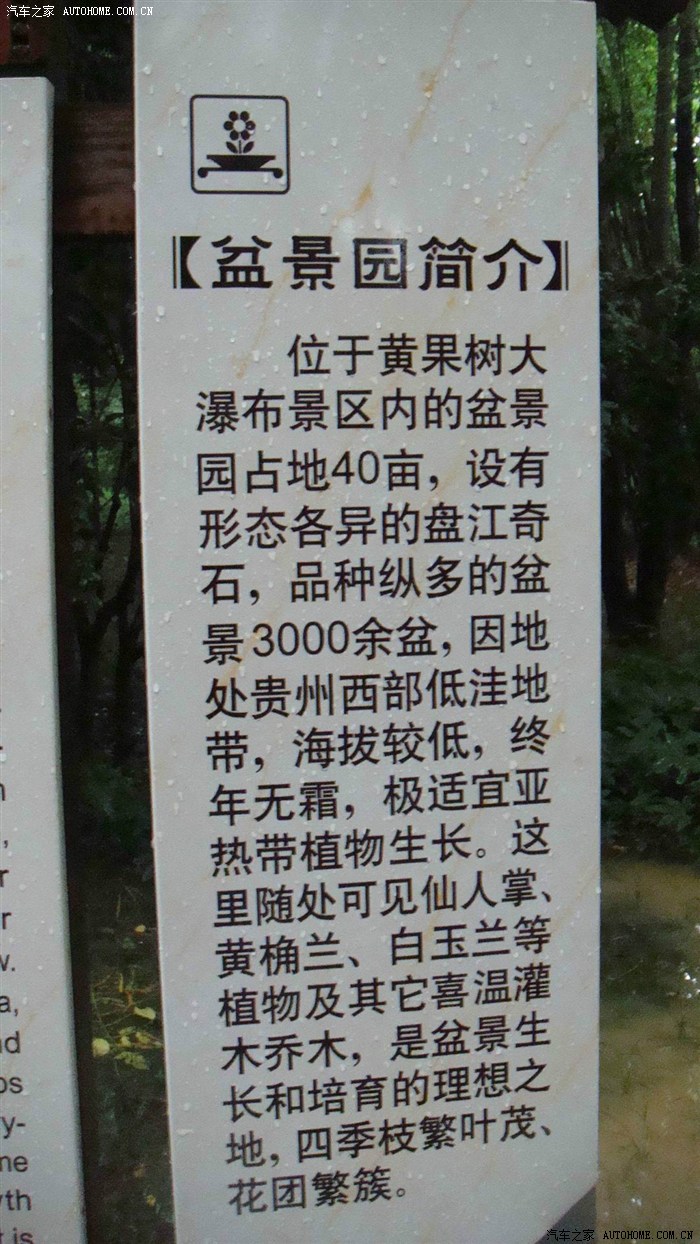 汽车之家 AUTOHOME.COM.CN
【盆景园简介】
位于黄果树大
瀑布景区内的盆景
园占地40亩，设有
形态各异的盘江奇
石，品种纵多的盆
景3000余盆，因地
处贵州西部低洼地
带，海拔较低，终
年无霜，极适宜亚
热带植物生长。这
里随处可见仙人掌、
黄桷兰、白玉兰等
植物及其它喜温灌
木乔木，是盆景生
长和培育的理想之
地，四季枝繁叶茂、
花团繁簇。
汽车之家 AUTOHOME.COM.CN